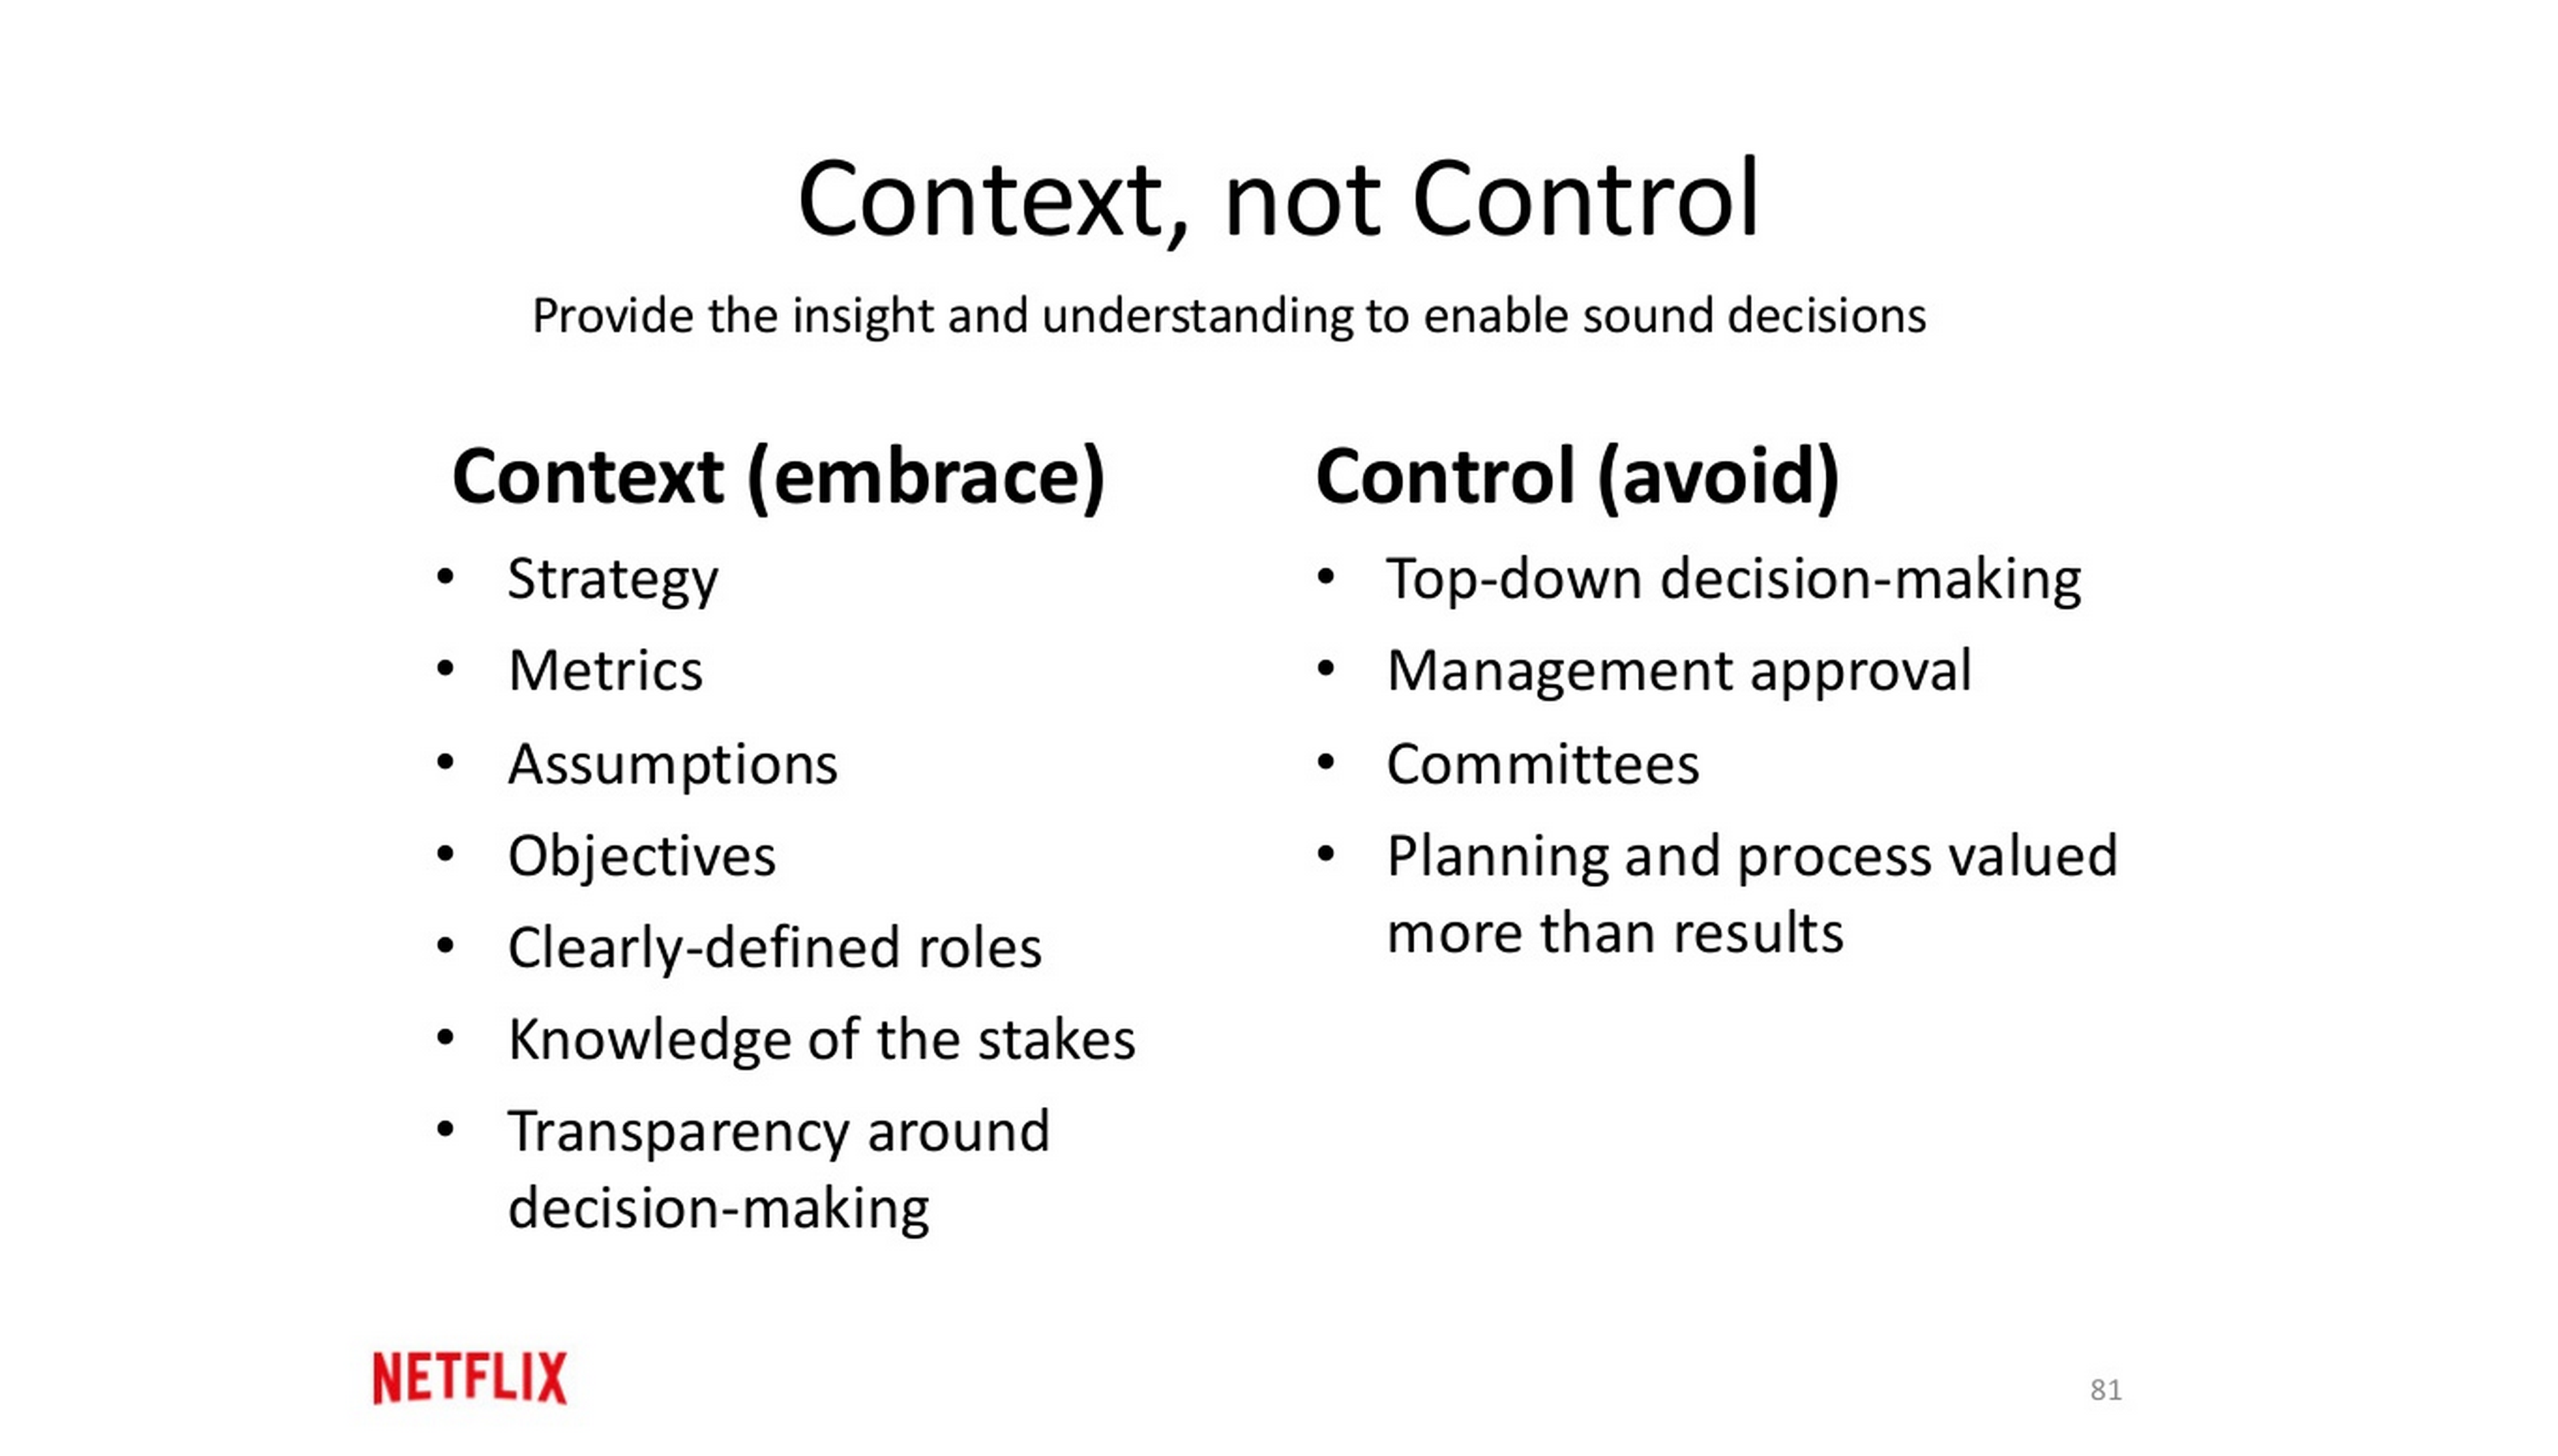 Context, not Control
Provide the insight and understanding to enable sound decisions
Context (embrace)
• Strategy
• Metrics
• Assumptions
• Objectives
• Clearly-defined roles
• Knowledge of the stakes
• Transparency around
decision-making
Control (avoid)
• Top-down decision-making
• Management approval
• Committees
• Planning and process valued
more than results
NETFLIX
81